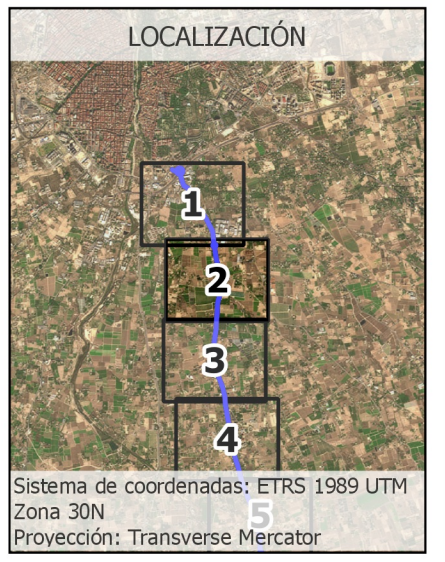 LOCALIZACIÓN
1
2
3
4
Sistema de coordenadas: ETRS 1989 UTM
Zona 30N
5
Proyección: Transverse Mercator